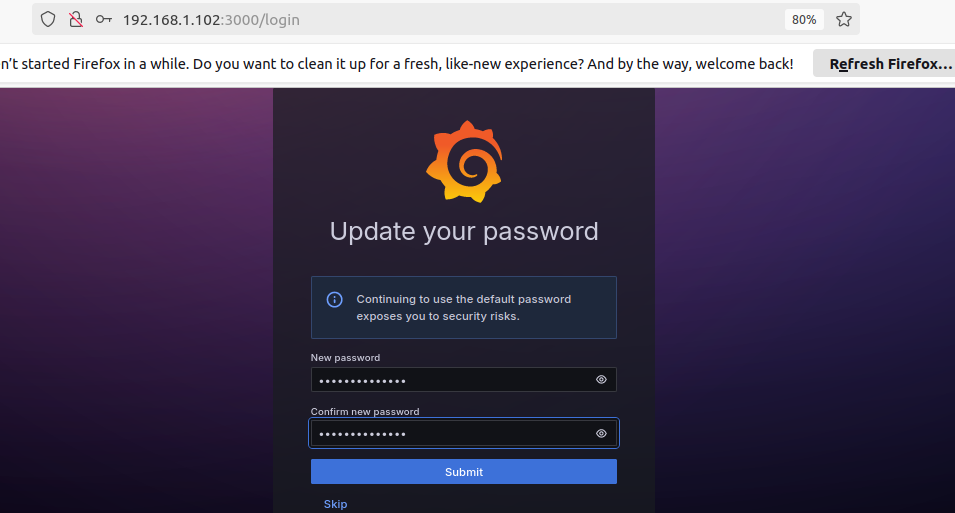 192.168.1.102:3000/login
80%
n't started Firefox in a while. Do you want to clean it up for a fresh, like-new experience? And by the way, welcome back!
Refresh Firefox...
Update your password
Continuing to use the default password
exposes you to security risks.
New password
••••••••••••••
Confirm new password
••••••••••••••
Submit
Skip